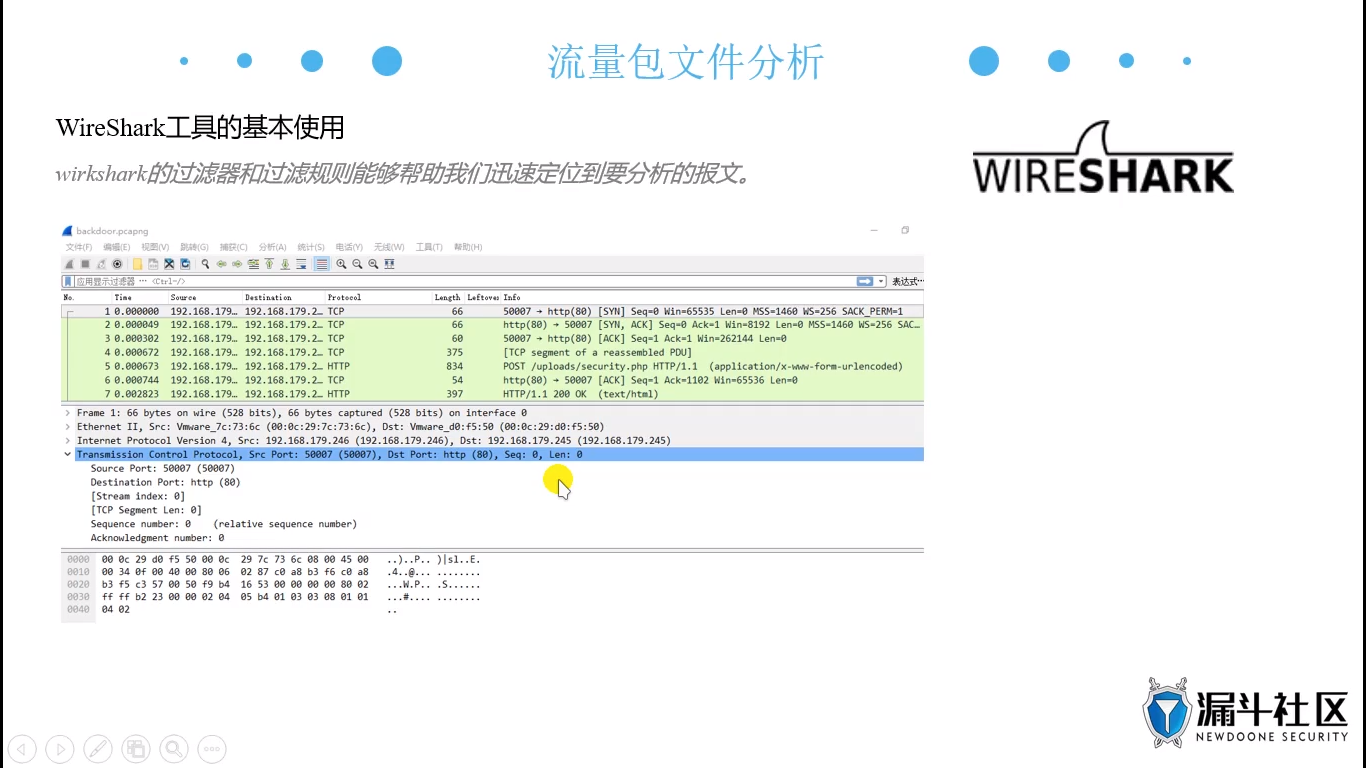 流量包文件分析
WireShark工具的基本使用
wirkshark的过滤器和过滤规则能够帮助我们迅速定位到要分析的报文。
WIRESHARK
backdoor.pcapng
文件(F) 编辑(E) 视图(V) 跳转(G) 捕获(C) 分析(A) 统计(S) 电话(Y) 无线(W) 工具(T) 帮助(H)
应用显示过滤器 … <Ctrl-/> 表达式…
No. Time Source Destination Protocol Length Leftover Info
1 0.000000 192.168.179… 192.168.179.2… TCP 66 50007 → http(80) [SYN] Seq=0 Win=65535 Len=0 MSS=1460 WS=256 SACK_PERM=1
2 0.000049 192.168.179… 192.168.179.2… TCP 66 http(80) → 50007 [SYN, ACK] Seq=0 Ack=1 Win=8192 Len=0 MSS=1460 WS=256 SAC…
3 0.000302 192.168.179… 192.168.179.2… TCP 60 50007 → http(80) [ACK] Seq=1 Ack=1 Win=262144 Len=0
4 0.000672 192.168.179… 192.168.179.2… TCP 375 [TCP segment of a reassembled PDU]
5 0.000673 192.168.179… 192.168.179.2… HTTP 834 POST /uploads/security.php HTTP/1.1 (application/x-www-form-urlencoded)
6 0.000744 192.168.179… 192.168.179.2… TCP 54 http(80) → 50007 [ACK] Seq=1 Ack=1102 Win=65536 Len=0
7 0.002823 192.168.179… 192.168.179.2… HTTP 397 HTTP/1.1 200 OK (text/html)
Frame 1: 66 bytes on wire (528 bits), 66 bytes captured (528 bits) on interface 0
Ethernet II, Src: Vmware_7c:73:6c (00:0c:29:7c:73:6c), Dst: Vmware_d0:f5:50 (00:0c:29:d0:f5:50)
Internet Protocol Version 4, Src: 192.168.179.246 (192.168.179.246), Dst: 192.168.179.245 (192.168.179.245)
Transmission Control Protocol, Src Port: 50007 (50007), Dst Port: http (80), Seq: 0, Len: 0
Source Port: 50007 (50007)
Destination Port: http (80)
[Stream index: 0]
[TCP Segment Len: 0]
Sequence number: 0 (relative sequence number)
Acknowledgment number: 0
0000 00 0c 29 d0 f5 50 00 0c 29 7c 73 6c 08 00 45 00 ..)..P.. )|sl..E.
0010 00 34 0f 00 40 00 80 06 02 87 c0 a8 b3 f6 c0 a8 .4..@... ........
0020 b3 f5 c3 57 00 50 f9 b4 16 53 00 00 00 00 80 02 ...W.P.. .S......
0030 ff ff b2 23 00 00 02 04 05 b4 01 03 03 08 01 01 ...#.... ........
0040 04 02 ..
漏斗社区
NEWDOONE SECURITY